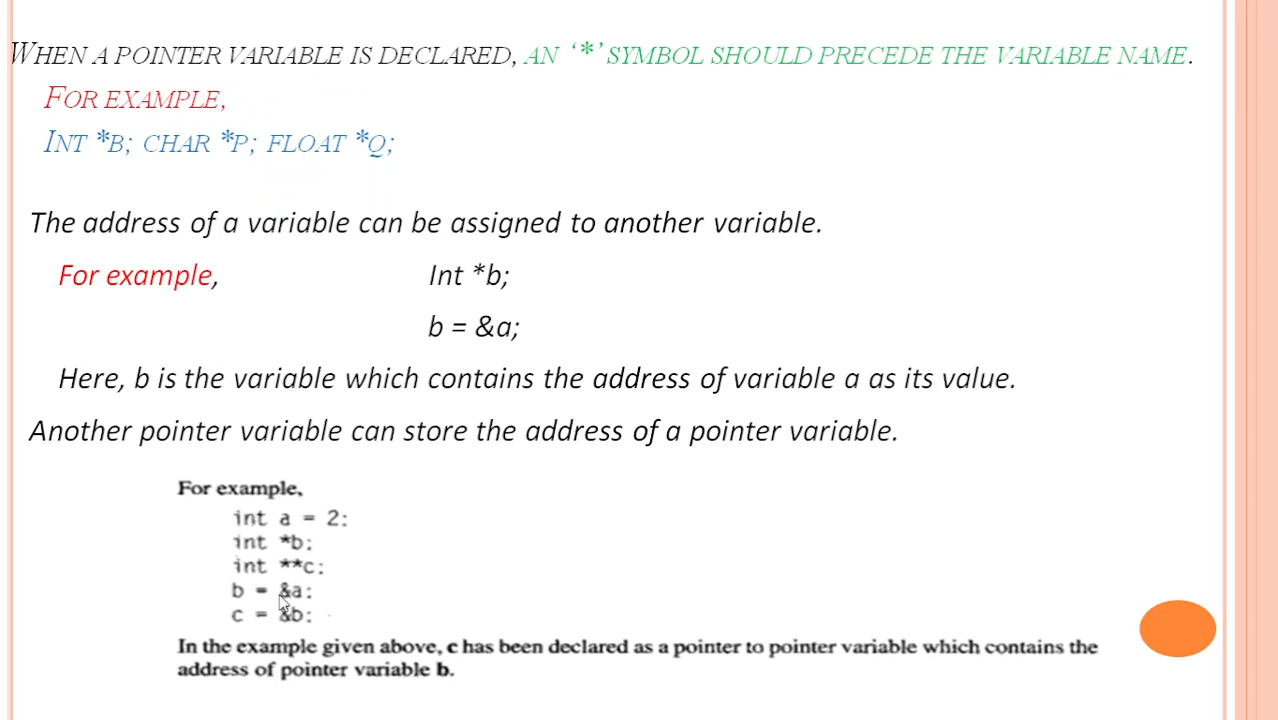 WHEN A POINTER VARIABLE IS DECLARED, AN ‘*’ SYMBOL SHOULD PRECEDE THE VARIABLE NAME.
FOR EXAMPLE,
INT *B; CHAR *P; FLOAT *Q;
The address of a variable can be assigned to another variable.
For example, Int *b;
b = &a;
Here, b is the variable which contains the address of variable a as its value.
Another pointer variable can store the address of a pointer variable.
For example,
int a = 2;
int *b;
int **c;
b = &a;
c = &b;
In the example given above, c has been declared as a pointer to pointer variable which contains the
address of pointer variable b.